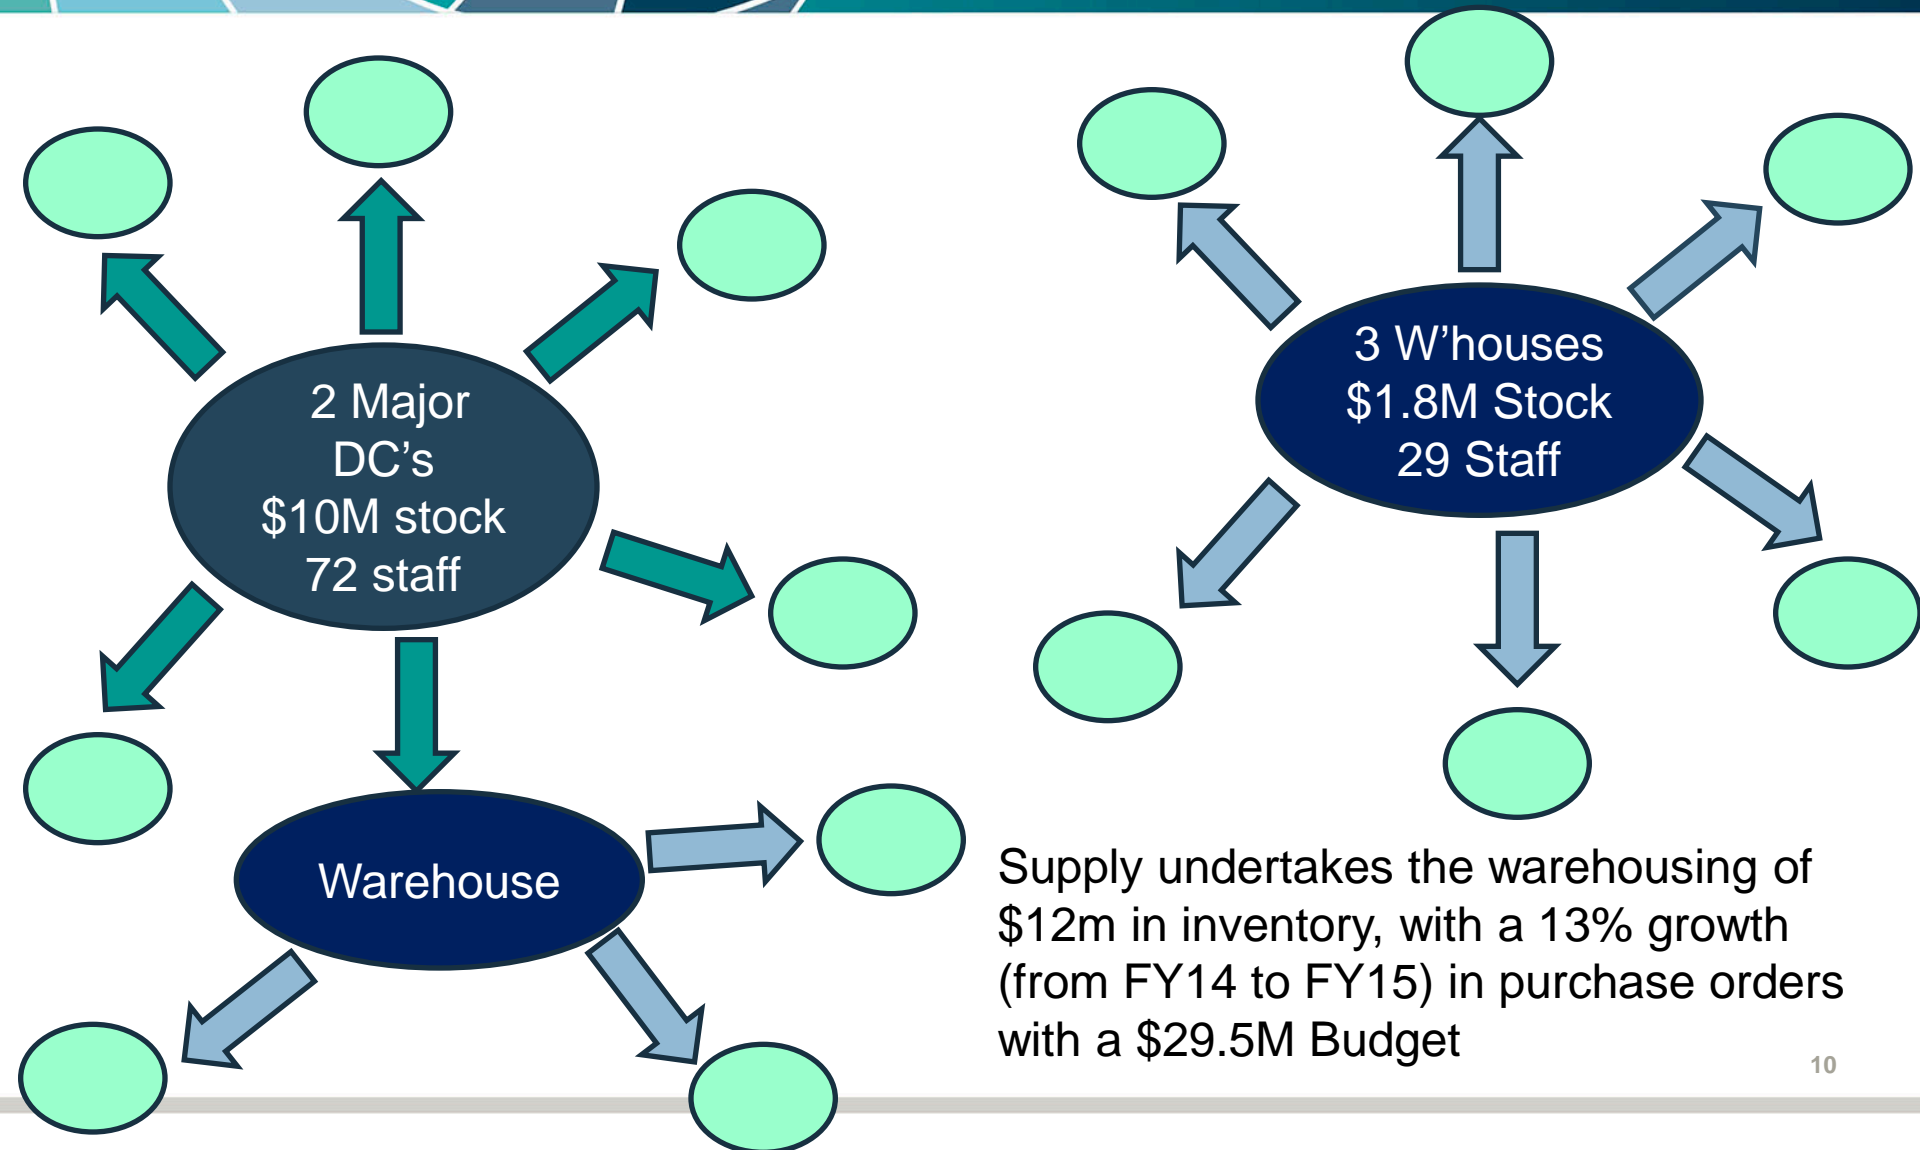 2 Major
DC’s
$10M stock
72 staff
3 W’houses
$1.8M Stock
29 Staff
Warehouse
Supply undertakes the warehousing of
$12m in inventory, with a 13% growth
(from FY14 to FY15) in purchase orders
with a $29.5M Budget
10